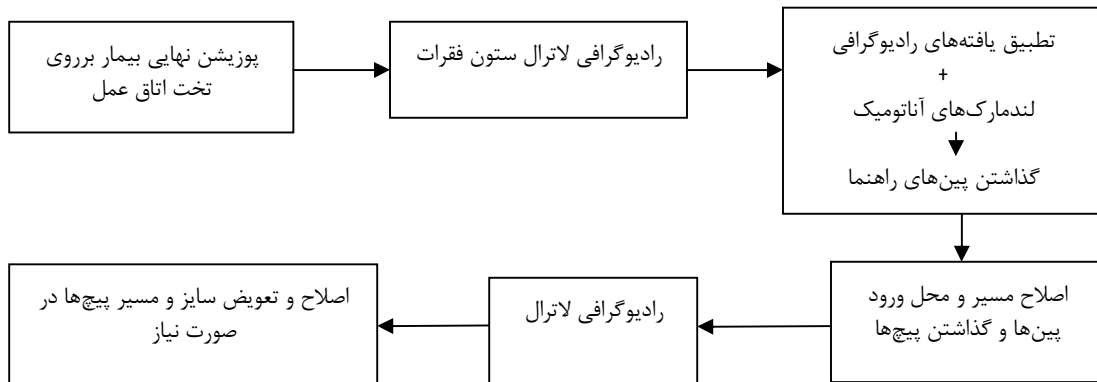 پوزیشن نهایی بیمار برروی
تخت اتاق عمل
رادیوگرافی لاترال ستون فقرات
تطبیق یافته‌های رادیوگرافی
+
لندمارک‌های آناتومیک
گذاشتن پین‌های راهنما
اصلاح مسیر و محل ورود
پین‌ها و گذاشتن پیچ‌ها
رادیوگرافی لاترال
اصلاح و تعویض سایز و مسیر پیچ‌ها در
صورت نیاز